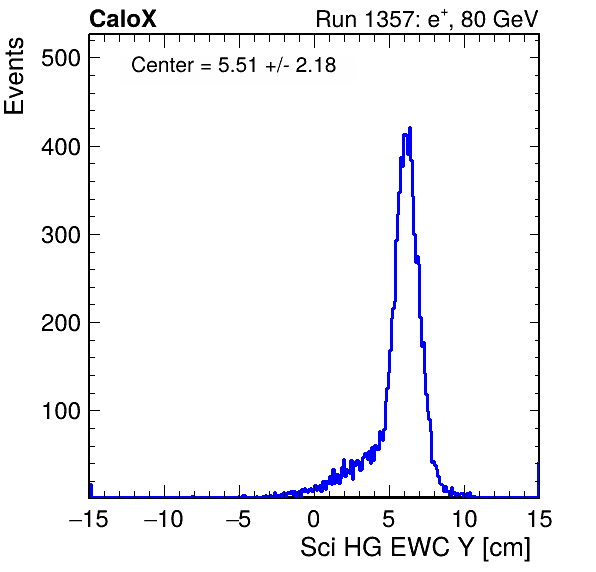 CaloX Run 1357: e⁺, 80 GeV
Events
Center = 5.51 +/- 2.18
500
400
300
200
100
−15 −10 −5 0 5 10 15
Sci HG EWC Y [cm]